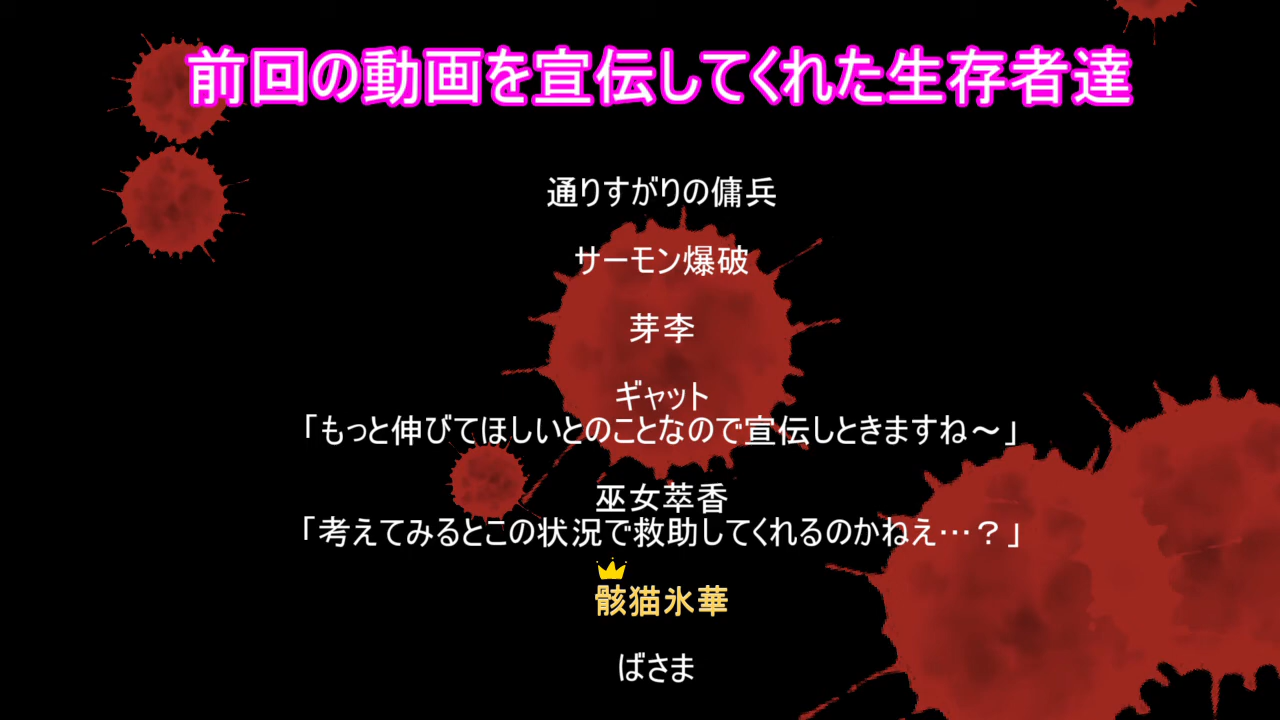 前回の動画を宣伝してくれた生存者達
通りすがりの傭兵
サーモン爆破
芽李
ギャット
「もっと伸びてほしいとのことなので宣伝しときますね～」
巫女萃香
「考えてみるとこの状況で救助してくれるのかねえ…？」
骸猫氷華
ばさま